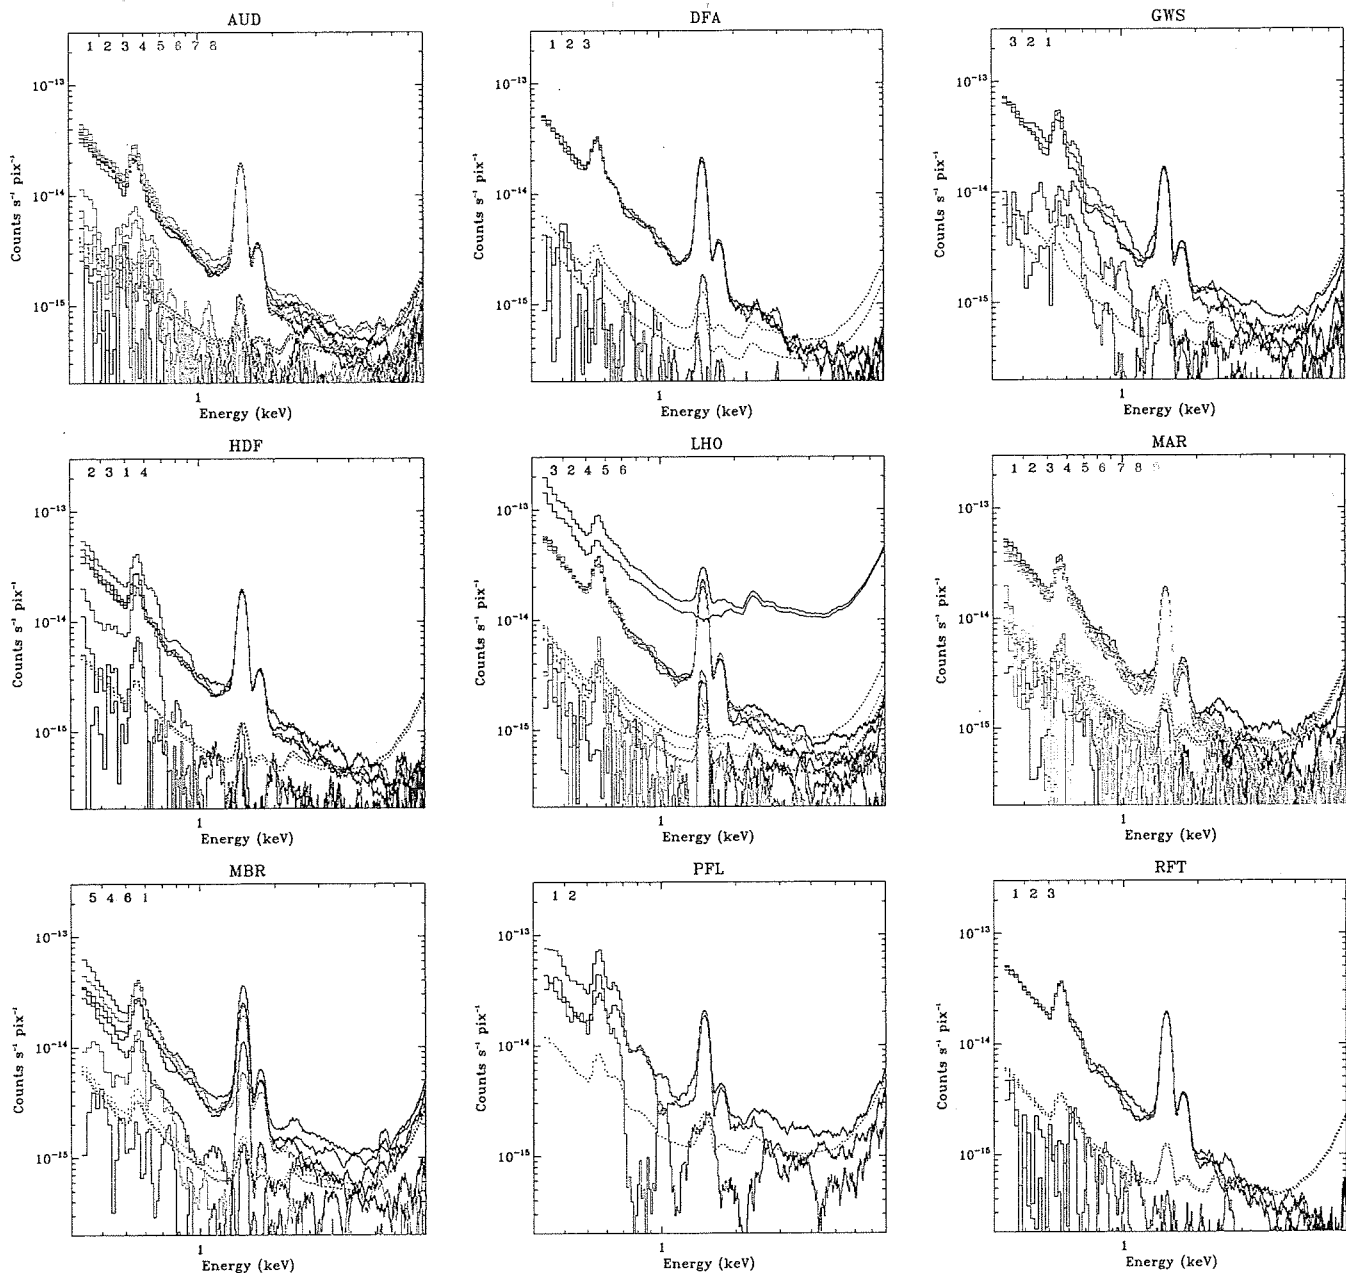 AUD
1 2 3 4 5 6 7 8
10⁻¹³
10⁻¹⁴
10⁻¹⁵
Counts s⁻¹ pix⁻¹
1
Energy (keV)
DFA
1 2 3
10⁻¹³
10⁻¹⁴
10⁻¹⁵
Counts s⁻¹ pix⁻¹
1
Energy (keV)
GWS
3 2 1
10⁻¹³
10⁻¹⁴
10⁻¹⁵
Counts s⁻¹ pix⁻¹
1
Energy (keV)
HDF
2 3 1 4
10⁻¹³
10⁻¹⁴
10⁻¹⁵
Counts s⁻¹ pix⁻¹
1
Energy (keV)
LHO
3 2 4 5 6
10⁻¹³
10⁻¹⁴
10⁻¹⁵
Counts s⁻¹ pix⁻¹
1
Energy (keV)
MAR
1 2 3 4 5 6 7 8 9
10⁻¹³
10⁻¹⁴
10⁻¹⁵
Counts s⁻¹ pix⁻¹
1
Energy (keV)
MBR
5 4 6 1
10⁻¹³
10⁻¹⁴
10⁻¹⁵
Counts s⁻¹ pix⁻¹
1
Energy (keV)
PFL
1 2
10⁻¹³
10⁻¹⁴
10⁻¹⁵
Counts s⁻¹ pix⁻¹
1
Energy (keV)
RFT
1 2 3
10⁻¹³
10⁻¹⁴
10⁻¹⁵
Counts s⁻¹ pix⁻¹
1
Energy (keV)